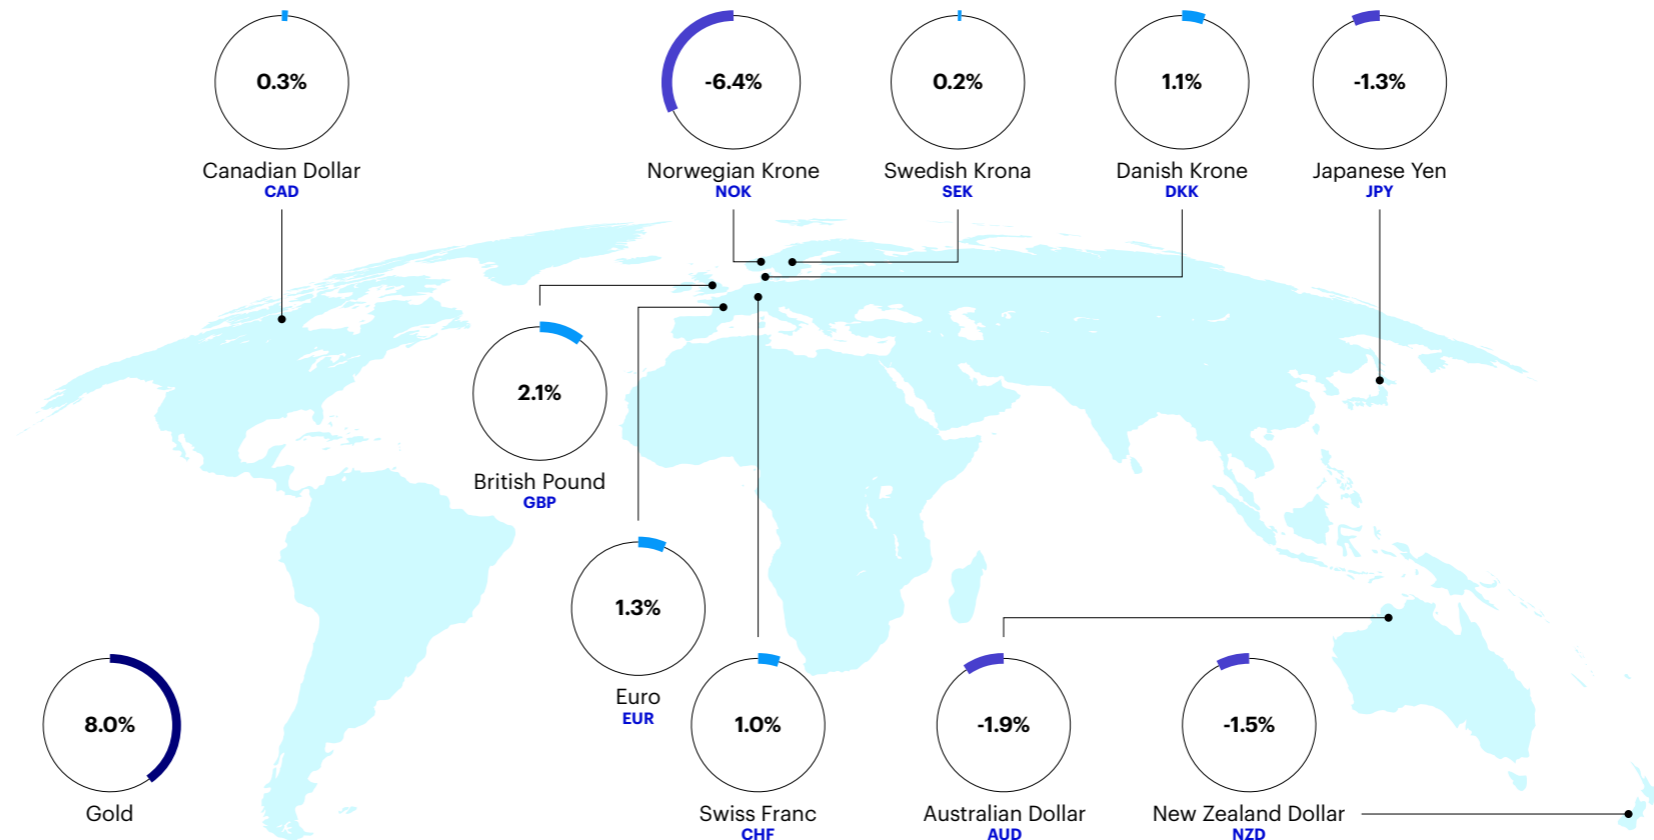 0.3%
Canadian Dollar
CAD
-6.4%
Norwegian Krone
NOK
0.2%
Swedish Krona
SEK
1.1%
Danish Krone
DKK
-1.3%
Japanese Yen
JPY
2.1%
British Pound
GBP
1.3%
Euro
EUR
8.0%
Gold
1.0%
Swiss Franc
CHF
-1.9%
Australian Dollar
AUD
-1.5%
New Zealand Dollar
NZD